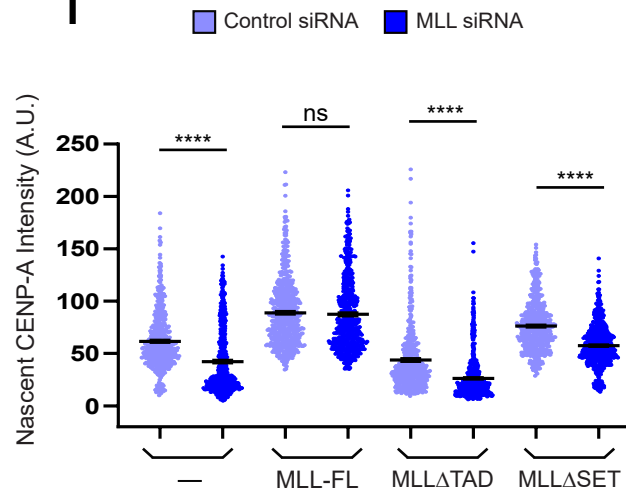 Control siRNA MLL siRNA
Nascent CENP-A Intensity (A.U.)
250
200
150
100
50
0
**** ns **** ****
— MLL-FL MLLΔTAD MLLΔSET